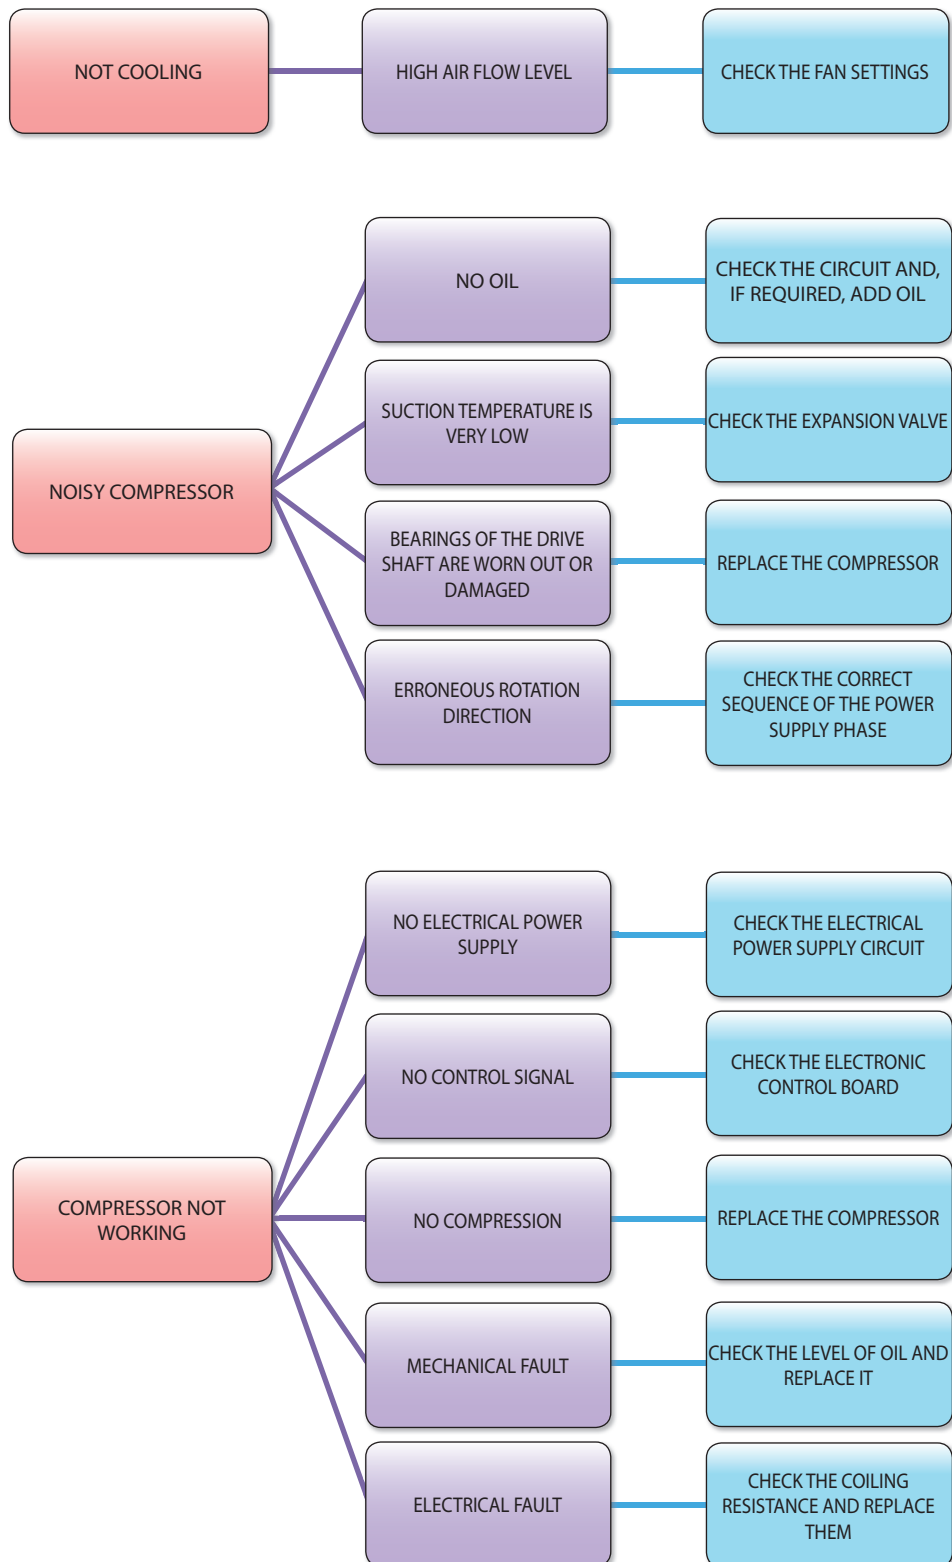 NOT COOLING
HIGH AIR FLOW LEVEL
CHECK THE FAN SETTINGS
NOISY COMPRESSOR
NO OIL
CHECK THE CIRCUIT AND,
IF REQUIRED, ADD OIL
SUCTION TEMPERATURE IS
VERY LOW
CHECK THE EXPANSION VALVE
BEARINGS OF THE DRIVE
SHAFT ARE WORN OUT OR
DAMAGED
REPLACE THE COMPRESSOR
ERRONEOUS ROTATION
DIRECTION
CHECK THE CORRECT
SEQUENCE OF THE POWER
SUPPLY PHASE
COMPRESSOR NOT
WORKING
NO ELECTRICAL POWER
SUPPLY
CHECK THE ELECTRICAL
POWER SUPPLY CIRCUIT
NO CONTROL SIGNAL
CHECK THE ELECTRONIC
CONTROL BOARD
NO COMPRESSION
REPLACE THE COMPRESSOR
MECHANICAL FAULT
CHECK THE LEVEL OF OIL AND
REPLACE IT
ELECTRICAL FAULT
CHECK THE COILING
RESISTANCE AND REPLACE
THEM